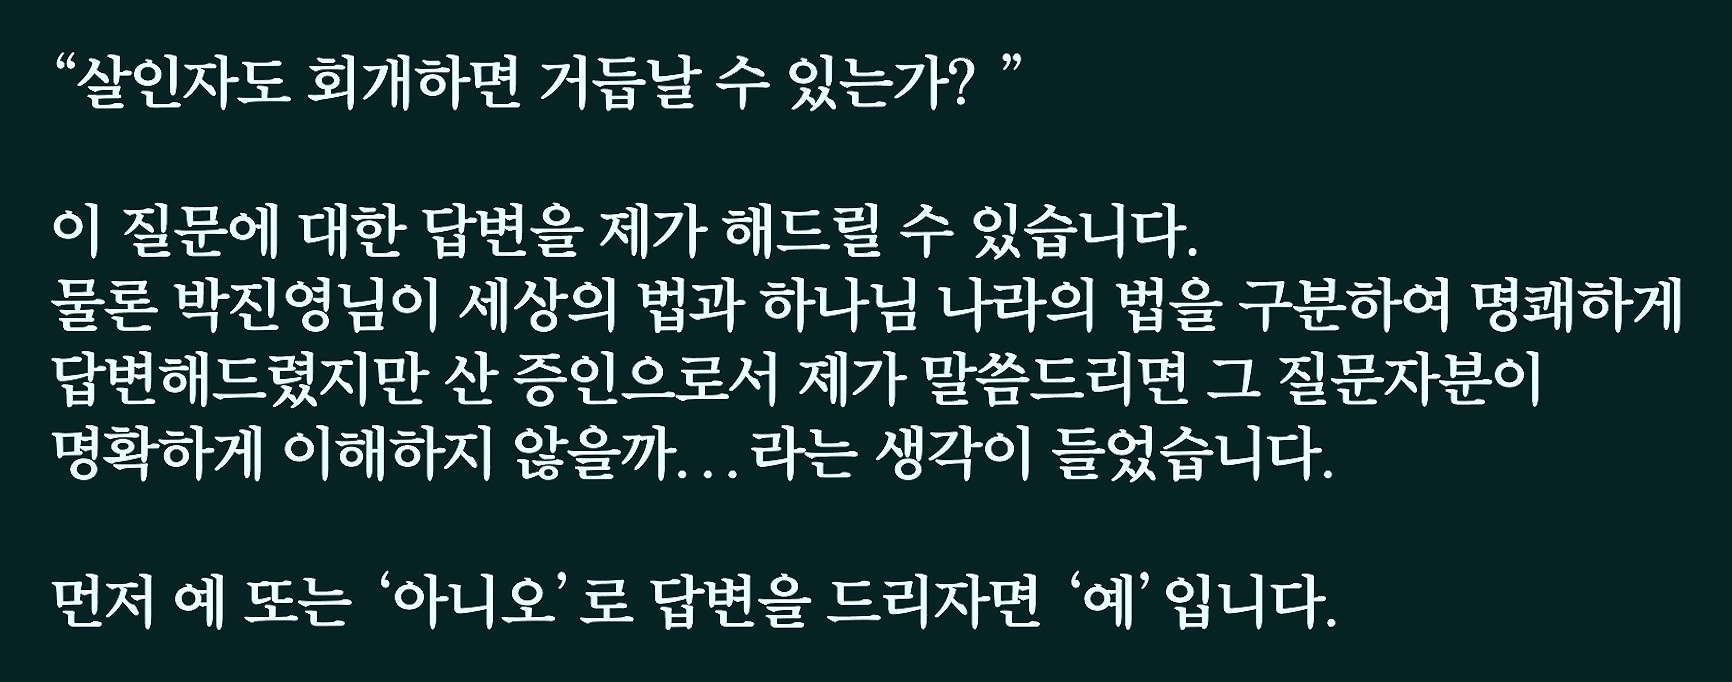 “살인자도 회개하면 거듭날 수 있는가? ”
이 질문에 대한 답변을 제가 해드릴 수 있습니다.
물론 박진영님이 세상의 법과 하나님 나라의 법을 구분하여 명쾌하게
답변해드렸지만 산 증인으로서 제가 말씀드리면 그 질문자분이
명확하게 이해하지 않을까... 라는 생각이 들었습니다.
먼저 예 또는 ‘아니오’ 로 답변을 드리자면 ‘예’ 입니다.